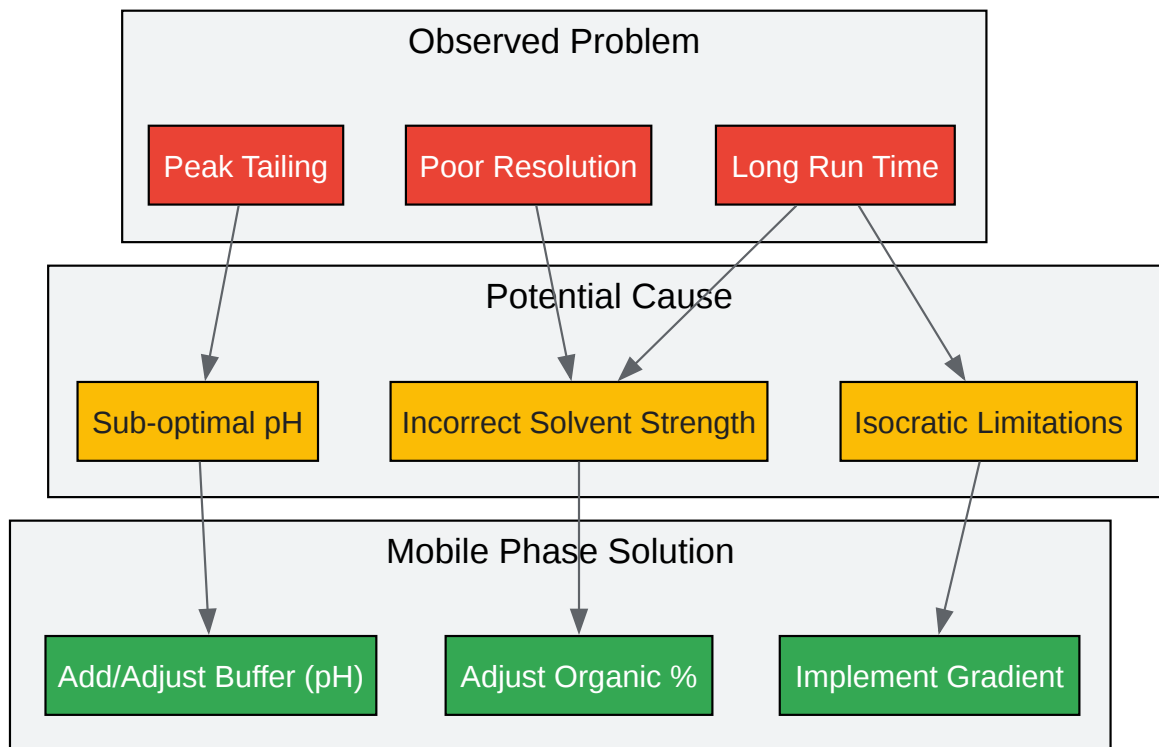 Observed Problem
Peak Tailing
Poor Resolution
Long Run Time
Potential Cause
Sub-optimal pH
Incorrect Solvent Strength
Isocratic Limitations
Mobile Phase Solution
Add/Adjust Buffer (pH)
Adjust Organic %
Implement Gradient